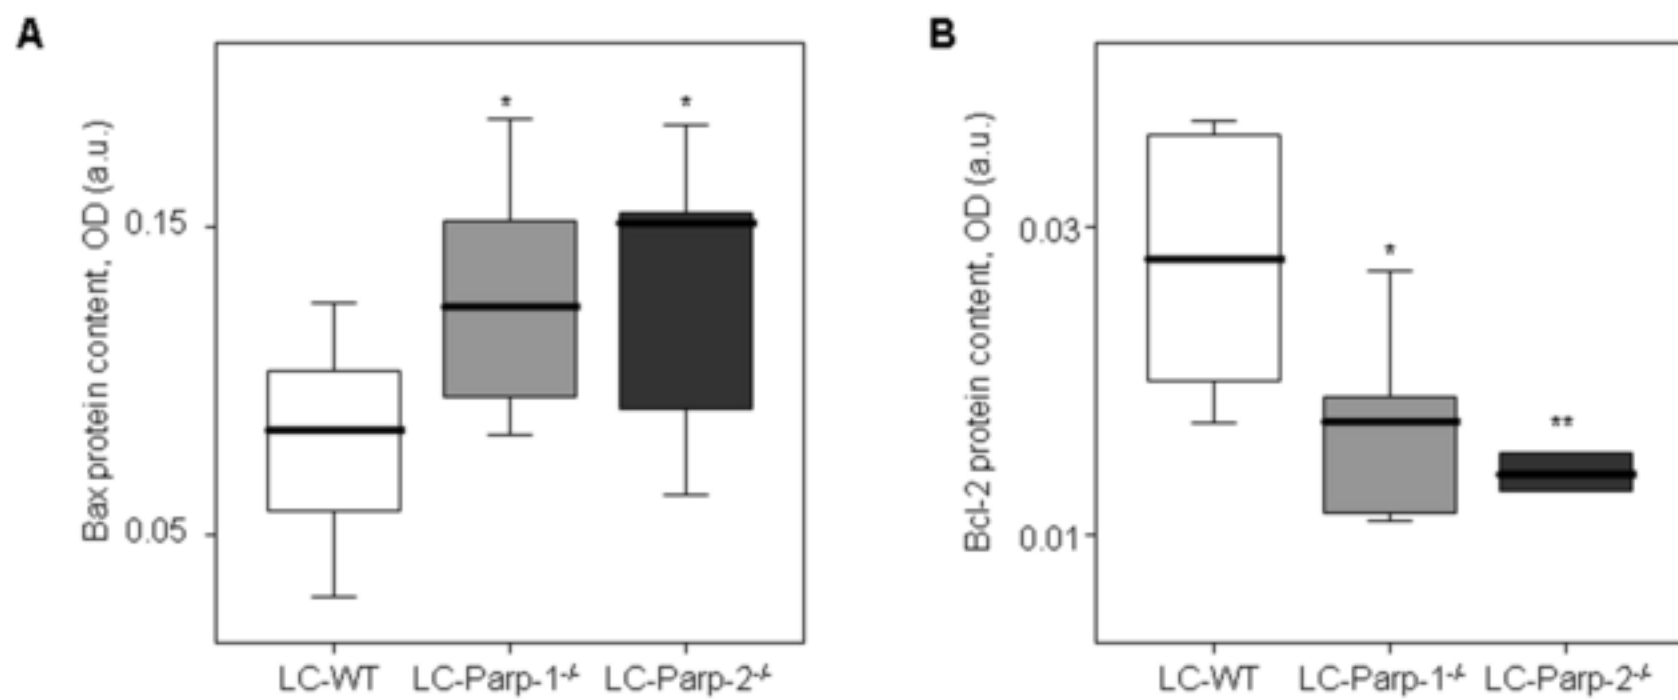 A
Bax protein content, OD (a.u.)
0.15
0.05
*
*
LC-WT
LC-Parp-1-/-
LC-Parp-2-/-
B
Bcl-2 protein content, OD (a.u.)
0.03
0.01
*
**
LC-WT
LC-Parp-1-/-
LC-Parp-2-/-